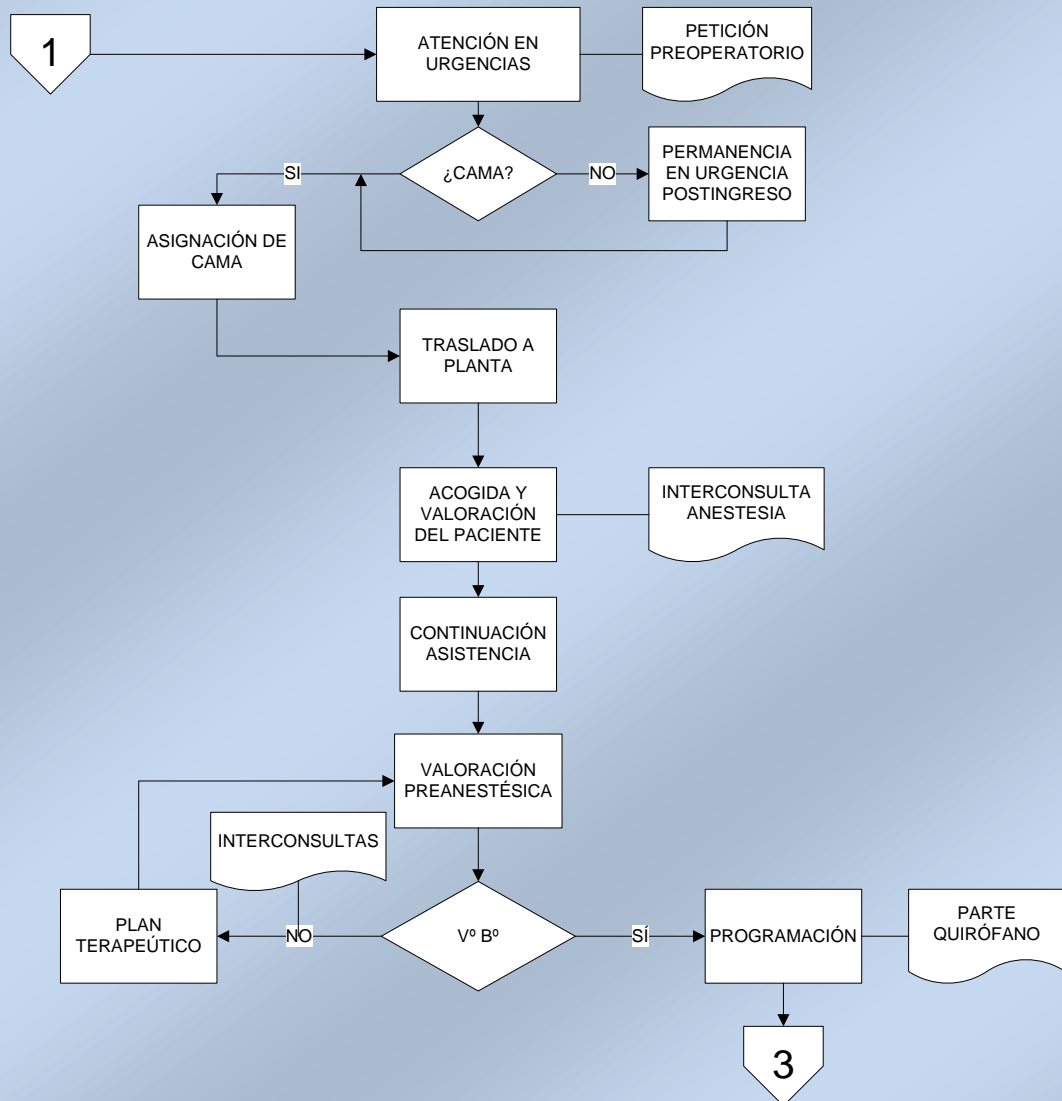 1
ATENCIÓN EN
URGENCIAS
PETICIÓN
PREOPERATORIO
¿CAMA?
SI
NO
PERMANENCIA
EN URGENCIA
POSTINGRESO
ASIGNACIÓN DE
CAMA
TRASLADO A
PLANTA
ACOGIDA Y
VALORACIÓN
DEL PACIENTE
INTERCONSULTA
ANESTESIA
CONTINUACIÓN
ASISTENCIA
VALORACIÓN
PREANESTÉSICA
INTERCONSULTAS
PLAN
TERAPEÚTICO
NO
Vº Bº
SÍ
PROGRAMACIÓN
PARTE
QUIRÓFANO
3